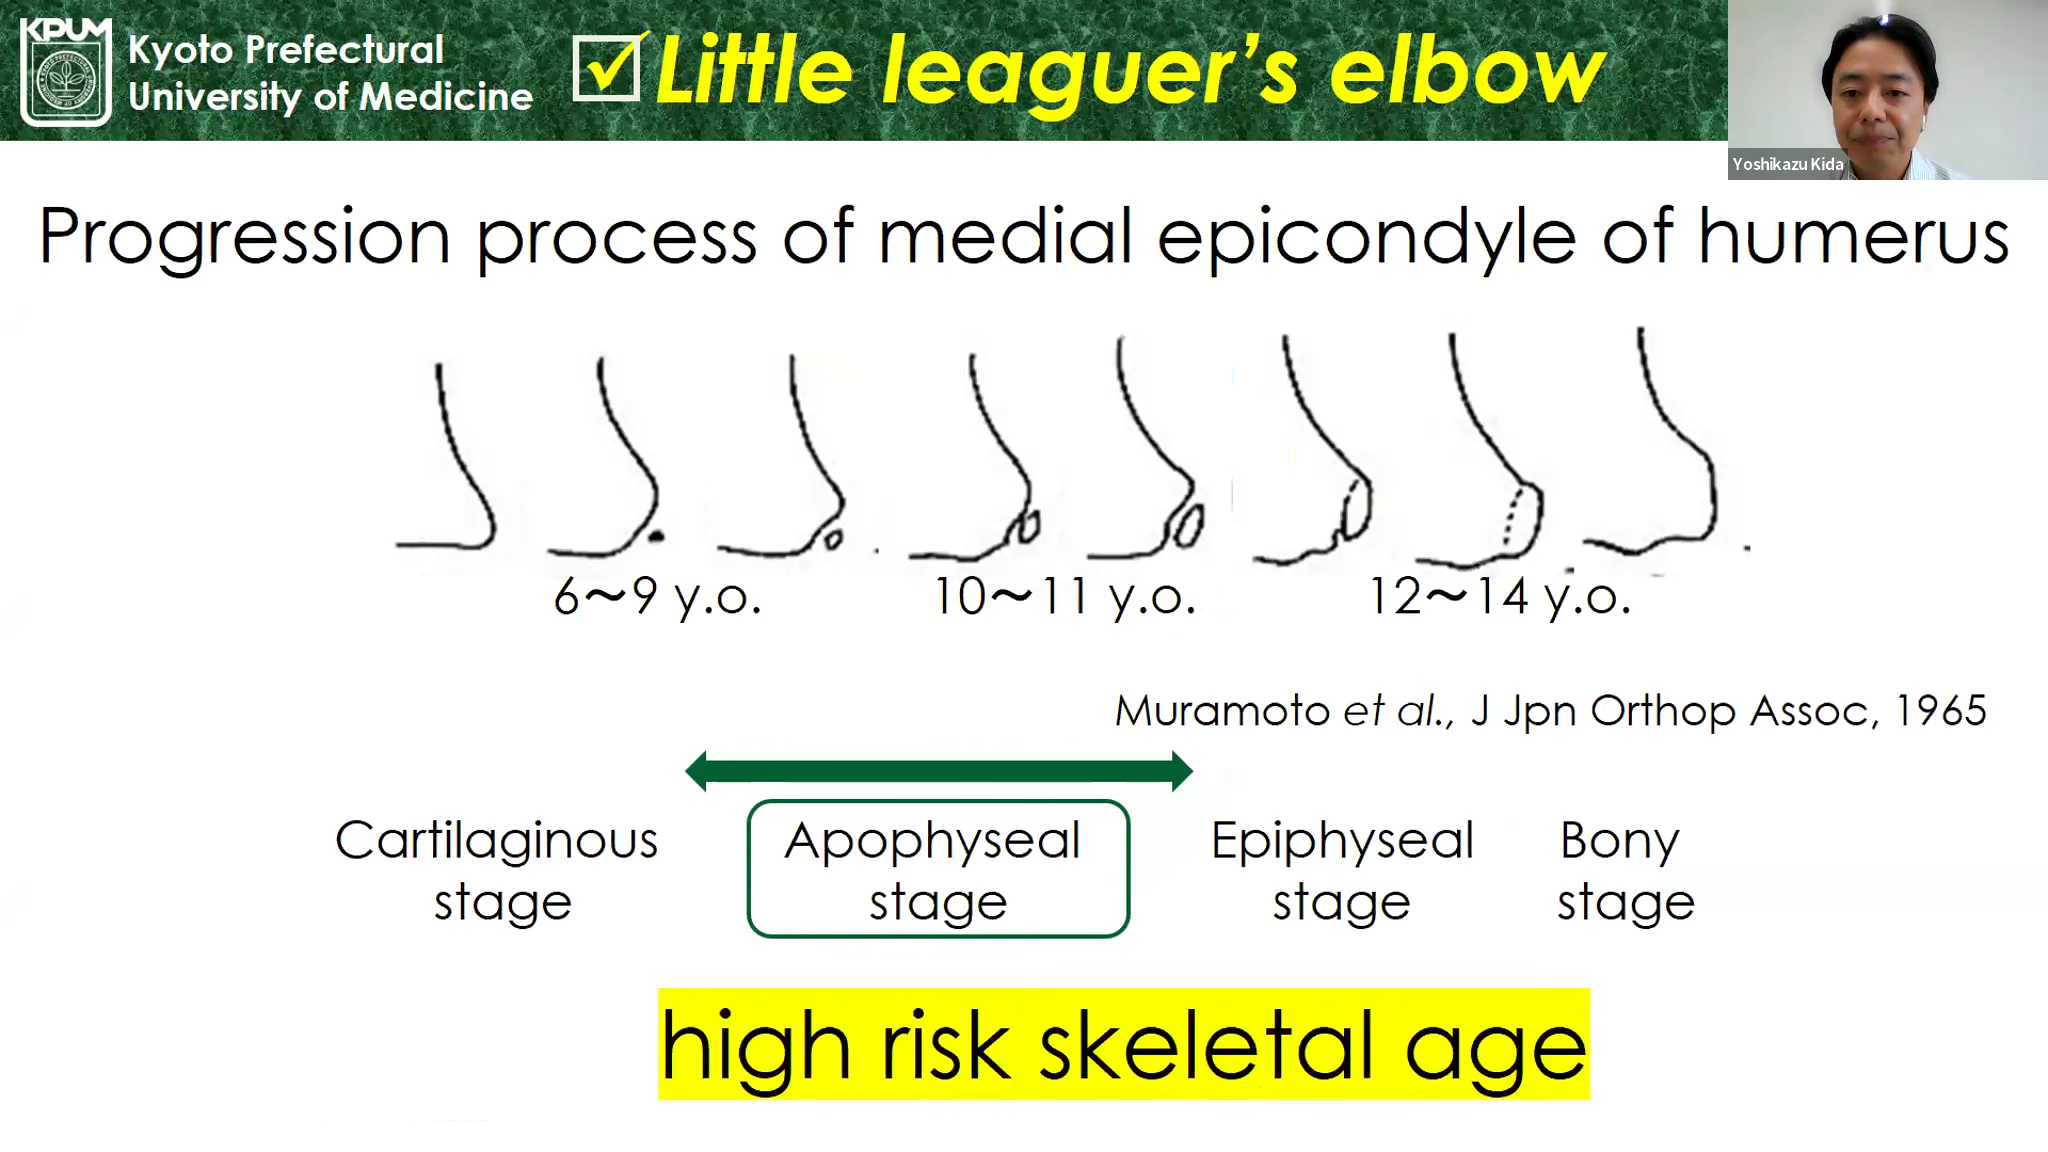 KPUM
Kyoto Prefectural
University of Medicine
Little leaguer's elbow
Yoshikazu Kida
Progression process of medial epicondyle of humerus
6~9 y.o.
10~11 y.o.
12~14 y.o.
Muramoto et al., J Jpn Orthop Assoc, 1965
Cartilaginous
stage
Apophyseal
stage
Epiphyseal
stage
Bony
stage
high risk skeletal age